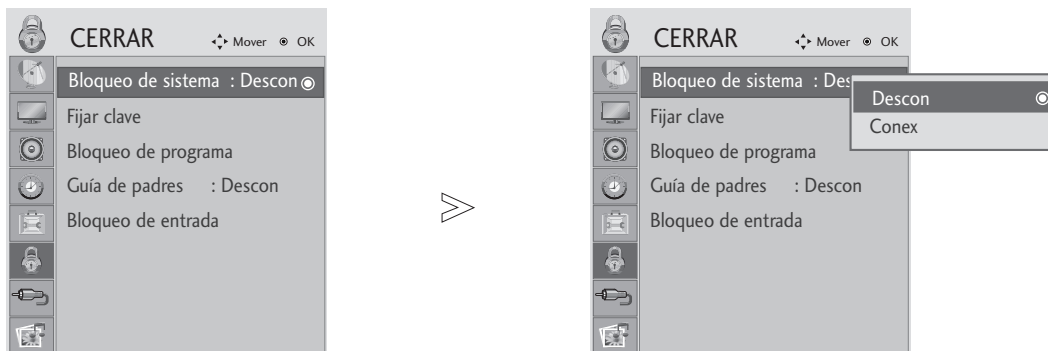 CERRAR Mover OK
Bloqueo de sistema : Descon
Fijar clave
Bloqueo de programa
Guía de padres : Descon
Bloqueo de entrada
CERRAR Mover OK
Bloqueo de sistema : Des
Descon
Conex
Fijar clave
Bloqueo de programa
Guía de padres : Descon
Bloqueo de entrada